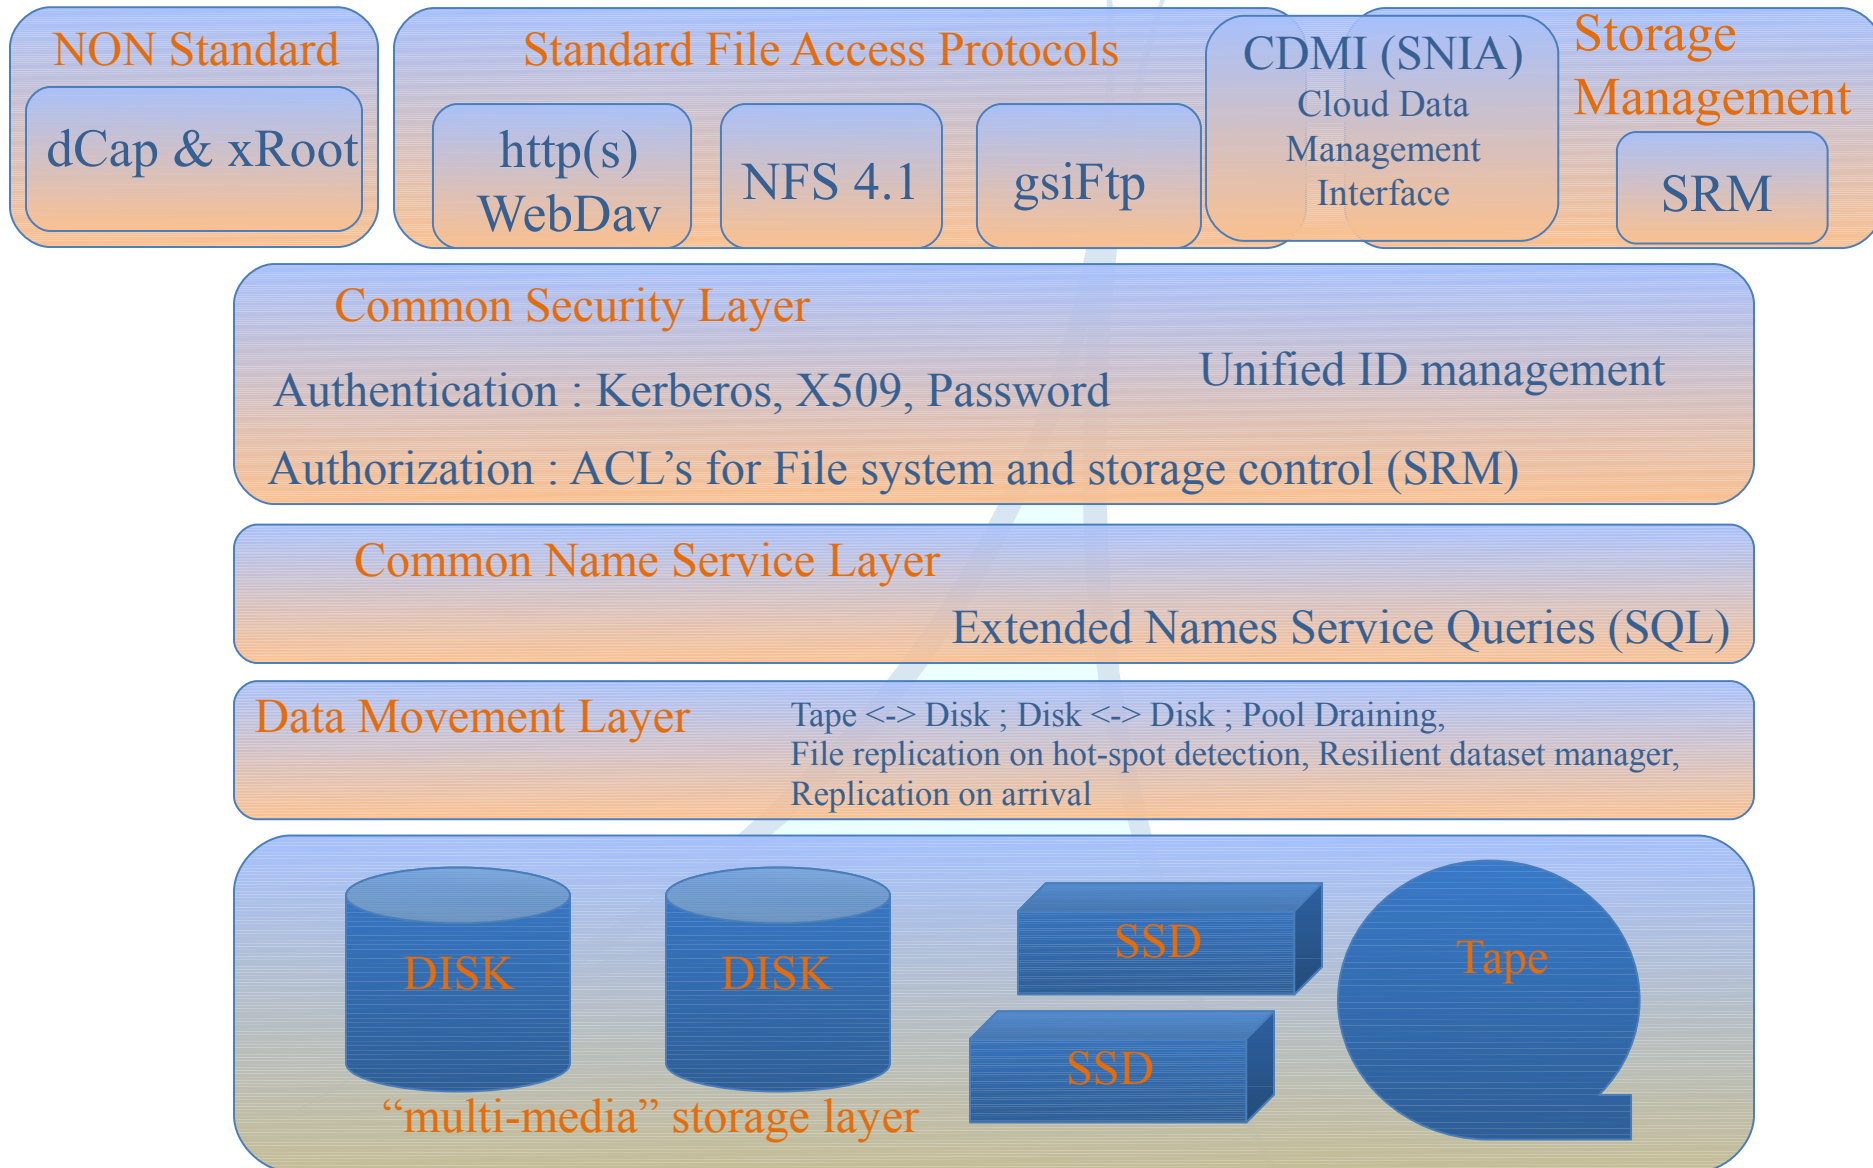 NON Standard
dCap & xRoot
Standard File Access Protocols
http(s)
WebDav
NFS 4.1
gsiFtp
CDMI (SNIA)
Cloud Data
Management
Interface
Storage
Management
SRM
Common Security Layer
Unified ID management
Authentication : Kerberos, X509, Password
Authorization : ACL’s for File system and storage control (SRM)
Common Name Service Layer
Extended Names Service Queries (SQL)
Data Movement Layer
Tape <-> Disk ; Disk <-> Disk ; Pool Draining,
File replication on hot-spot detection, Resilient dataset manager,
Replication on arrival
DISK
DISK
SSD
SSD
Tape
“multi-media” storage layer